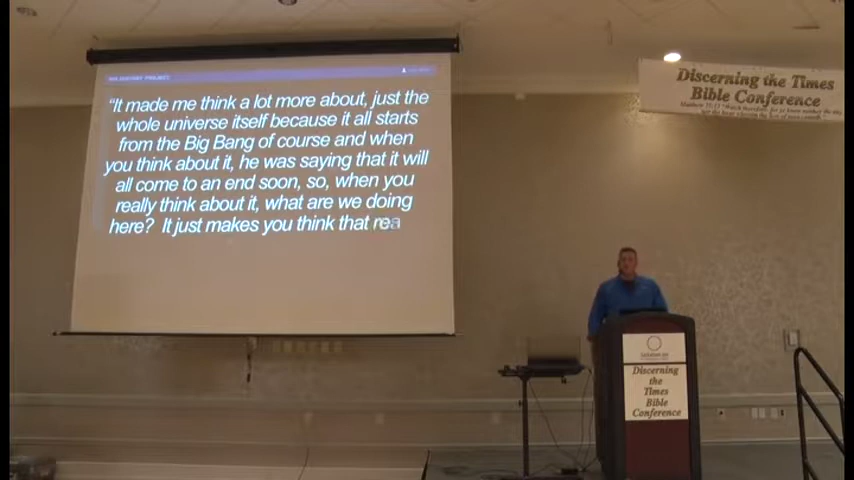 BIG HISTORY PROJECT
"It made me think a lot more about, just the
whole universe itself because it all starts
from the Big Bang of course and when
you think about it, he was saying that it will
all come to an end soon, so, when you
really think about it, what are we doing
here? It just makes you think that rea
Discerning the Times
Bible Conference
Discerning
the
Times
Bible
Conference